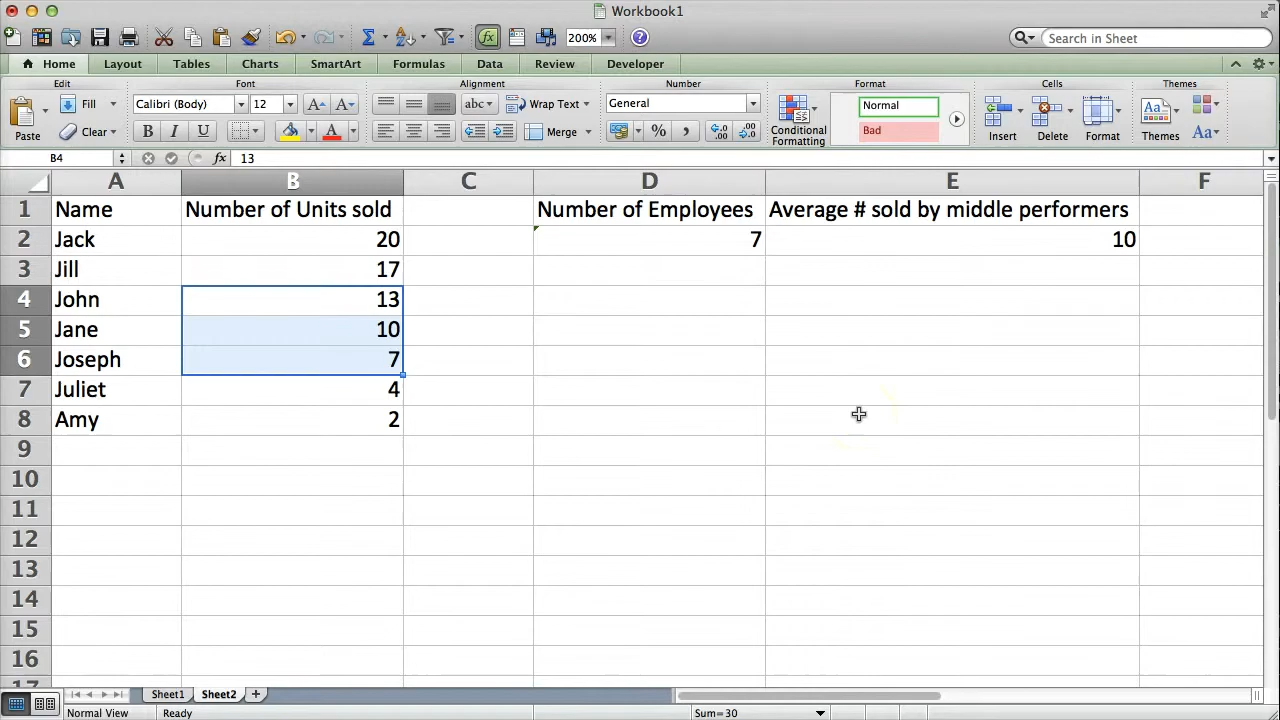 Workbook1
200%
Search in Sheet
Home Layout Tables Charts SmartArt Formulas Data Review Developer
Edit Font Alignment Number Format Cells Themes
Fill Calibri (Body) 12 A A abc Wrap Text General Normal
Paste Clear B I U A Merge % , Bad Conditional Formatting Insert Delete Format Themes Aa
B4 fx 13
A B C D E F
1 Name Number of Units sold Number of Employees Average # sold by middle performers
2 Jack 20 7 10
3 Jill 17
4 John 13
5 Jane 10
6 Joseph 7
7 Juliet 4
8 Amy 2
9
10
11
12
13
14
15
16
17
Sheet1 Sheet2
Normal View Ready Sum=30